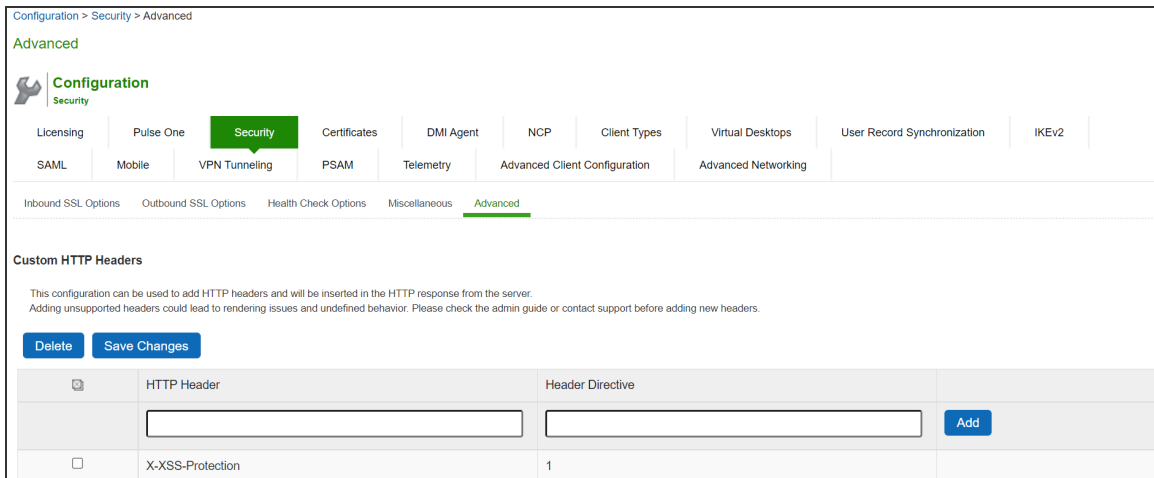 Configuration > Security > Advanced
Advanced
Configuration
Security
Licensing Pulse One Security Certificates DMI Agent NCP Client Types Virtual Desktops User Record Synchronization IKEv2
SAML Mobile VPN Tunneling PSAM Telemetry Advanced Client Configuration Advanced Networking
Inbound SSL Options Outbound SSL Options Health Check Options Miscellaneous Advanced
Custom HTTP Headers
This configuration can be used to add HTTP headers and will be inserted in the HTTP response from the server.
Adding unsupported headers could lead to rendering issues and undefined behavior. Please check the admin guide or contact support before adding new headers.
Delete Save Changes
HTTP Header Header Directive
Add
X-XSS-Protection 1